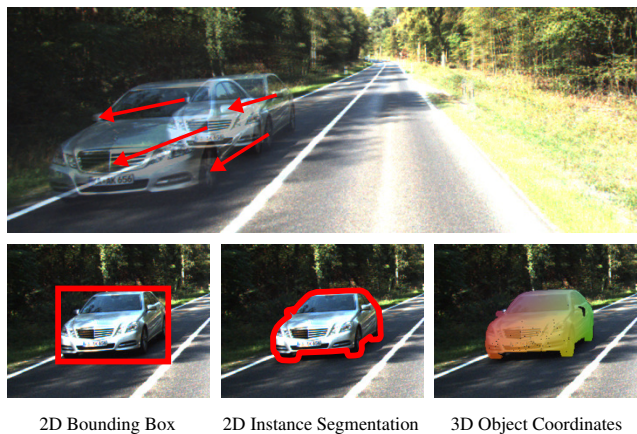 2D Bounding Box
2D Instance Segmentation
3D Object Coordinates